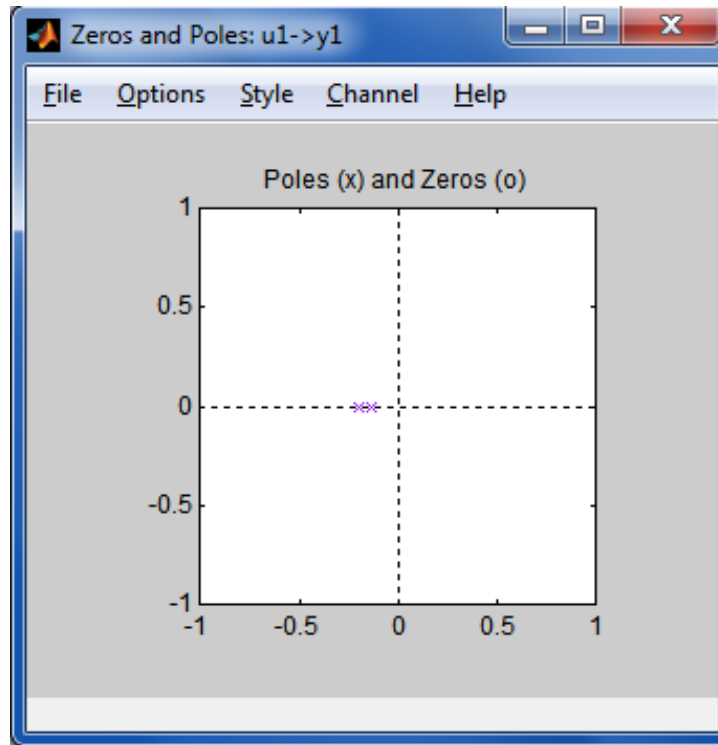 Zeros and Poles: u1->y1
File Options Style Channel Help
Poles (x) and Zeros (o)
1
0.5
0
-0.5
-1
-1 -0.5 0 0.5 1